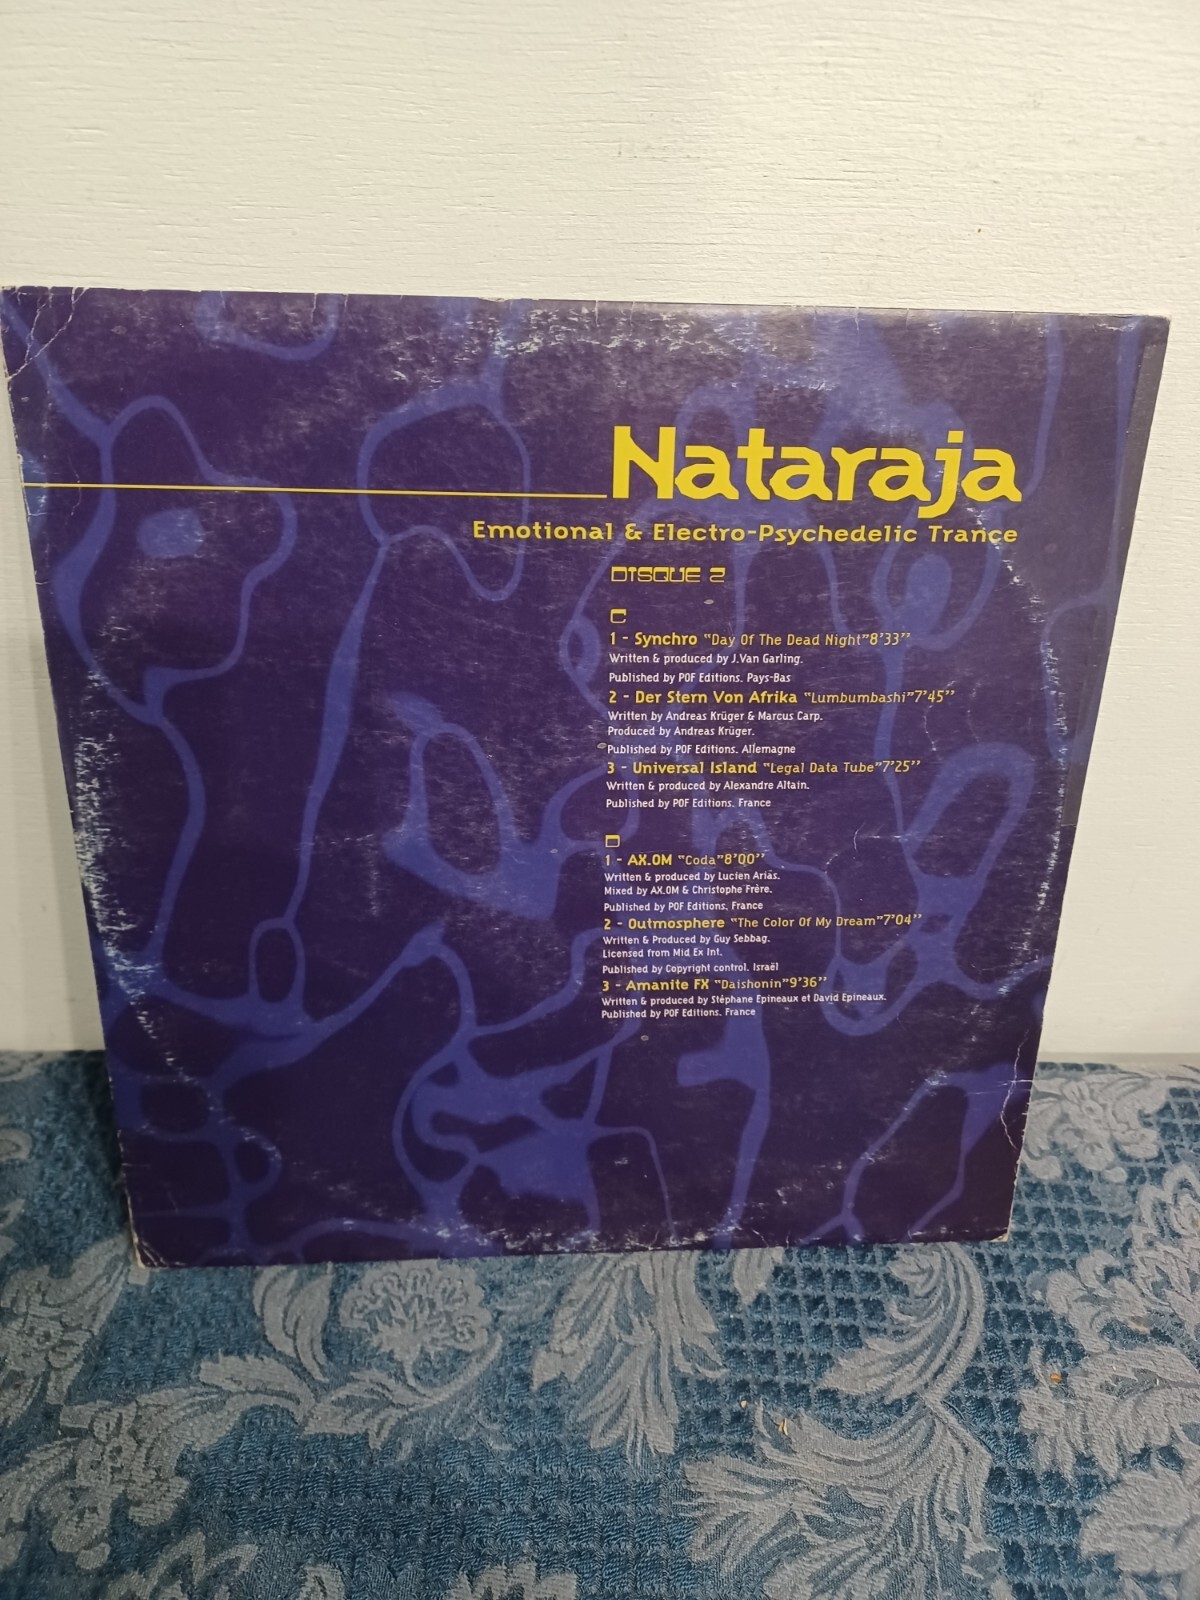 Nataraja
Emotional & Electro-Psychedelic Trance
DISQUE 2
C
1 - Synchro "Day Of The Dead Night"8'33''
Written & produced by J.Van Garling.
Published by POF Editions. Pays-Bas
2 - Der Stern Von Afrika "Lumbumbashi"7'45''
Written by Andreas Krüger & Marcus Carp.
Produced by Andreas Krüger.
Published by POF Editions. Allemagne
3 - Universal Island "Legal Data Tube"7'25''
Written & produced by Alexandre Altain.
Published by POF Editions. France
D
1 - AX.OM "Coda"8'00''
Written & produced by Lucien Arias.
Mixed by AX.OM & Christophe Frère.
Published by POF Editions. France
2 - Outmosphere "The Color Of My Dream"7'04''
Written & Produced by Guy Sebbag.
Licensed from Mid Ex Int.
Published by Copyright control. Israël
3 - Amanite FX "Daishonin"9'36''
Written & produced by Stéphane Epineaux et David Epineaux.
Published by POF Editions. France